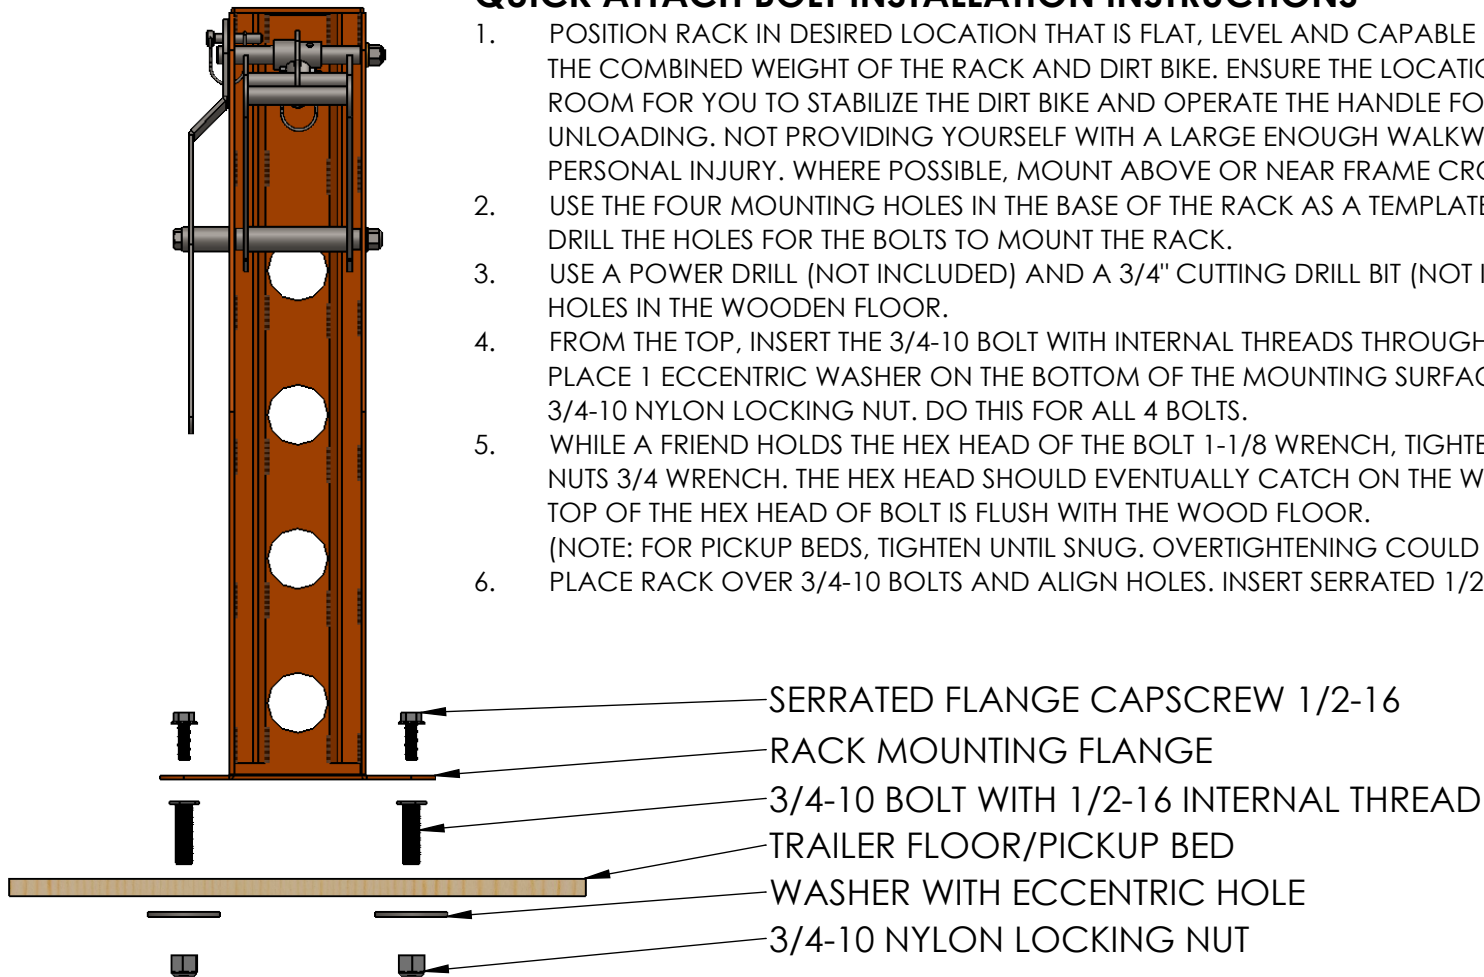 QUICK ATTACH BOLT INSTALLATION INSTRUCTIONS
1. POSITION RACK IN DESIRED LOCATION THAT IS FLAT, LEVEL AND CAPABLE
THE COMBINED WEIGHT OF THE RACK AND DIRT BIKE. ENSURE THE LOCATIO
ROOM FOR YOU TO STABILIZE THE DIRT BIKE AND OPERATE THE HANDLE FO
UNLOADING. NOT PROVIDING YOURSELF WITH A LARGE ENOUGH WALKW
PERSONAL INJURY. WHERE POSSIBLE, MOUNT ABOVE OR NEAR FRAME CRO
2. USE THE FOUR MOUNTING HOLES IN THE BASE OF THE RACK AS A TEMPLATE
DRILL THE HOLES FOR THE BOLTS TO MOUNT THE RACK.
3. USE A POWER DRILL (NOT INCLUDED) AND A 3/4" CUTTING DRILL BIT (NOT I
HOLES IN THE WOODEN FLOOR.
4. FROM THE TOP, INSERT THE 3/4-10 BOLT WITH INTERNAL THREADS THROUGH
PLACE 1 ECCENTRIC WASHER ON THE BOTTOM OF THE MOUNTING SURFAC
3/4-10 NYLON LOCKING NUT. DO THIS FOR ALL 4 BOLTS.
5. WHILE A FRIEND HOLDS THE HEX HEAD OF THE BOLT 1-1/8 WRENCH, TIGHTE
NUTS 3/4 WRENCH. THE HEX HEAD SHOULD EVENTUALLY CATCH ON THE W
TOP OF THE HEX HEAD OF BOLT IS FLUSH WITH THE WOOD FLOOR.
(NOTE: FOR PICKUP BEDS, TIGHTEN UNTIL SNUG. OVERTIGHTENING COULD
6. PLACE RACK OVER 3/4-10 BOLTS AND ALIGN HOLES. INSERT SERRATED 1/2
SERRATED FLANGE CAPSCREW 1/2-16
RACK MOUNTING FLANGE
3/4-10 BOLT WITH 1/2-16 INTERNAL THREAD
TRAILER FLOOR/PICKUP BED
WASHER WITH ECCENTRIC HOLE
3/4-10 NYLON LOCKING NUT